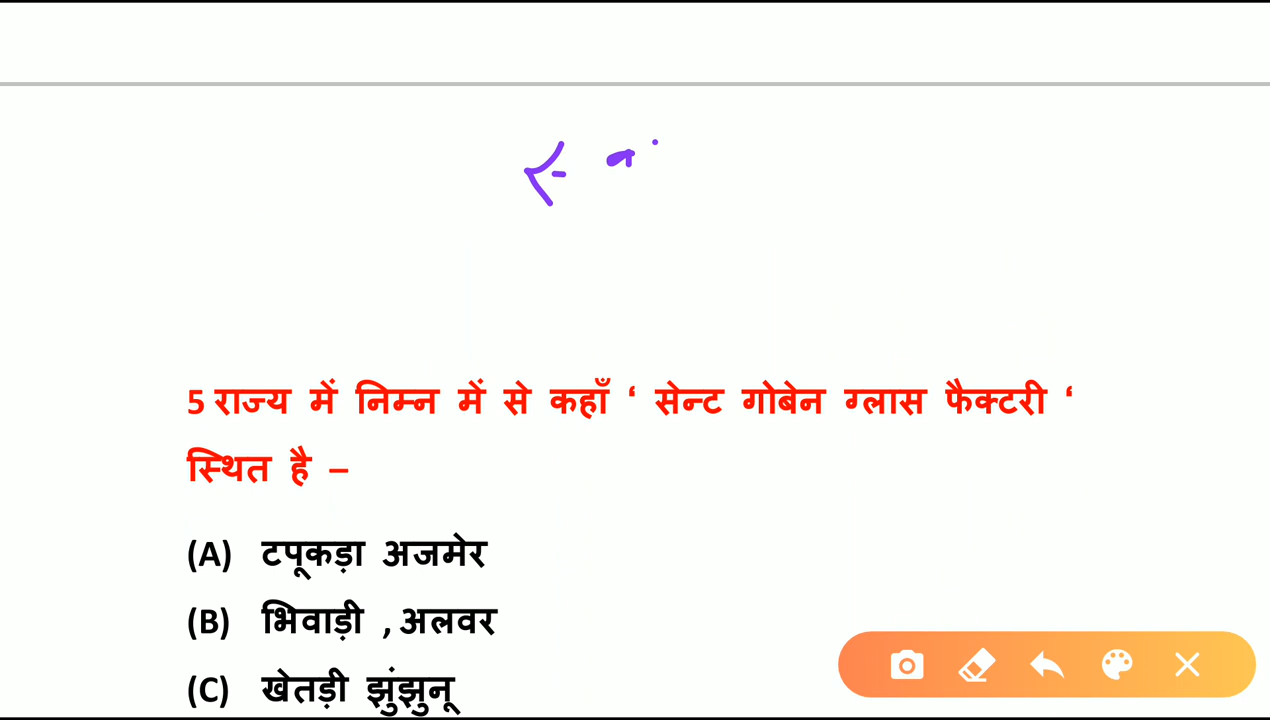 5 राज्य में निम्न में से कहाँ ‘ सेन्ट गोबेन ग्लास फैक्टरी ‘
स्थित है –
(A) टपूकड़ा अजमेर
(B) भिवाड़ी , अलवर
(C) खेतड़ी झुंझुनू